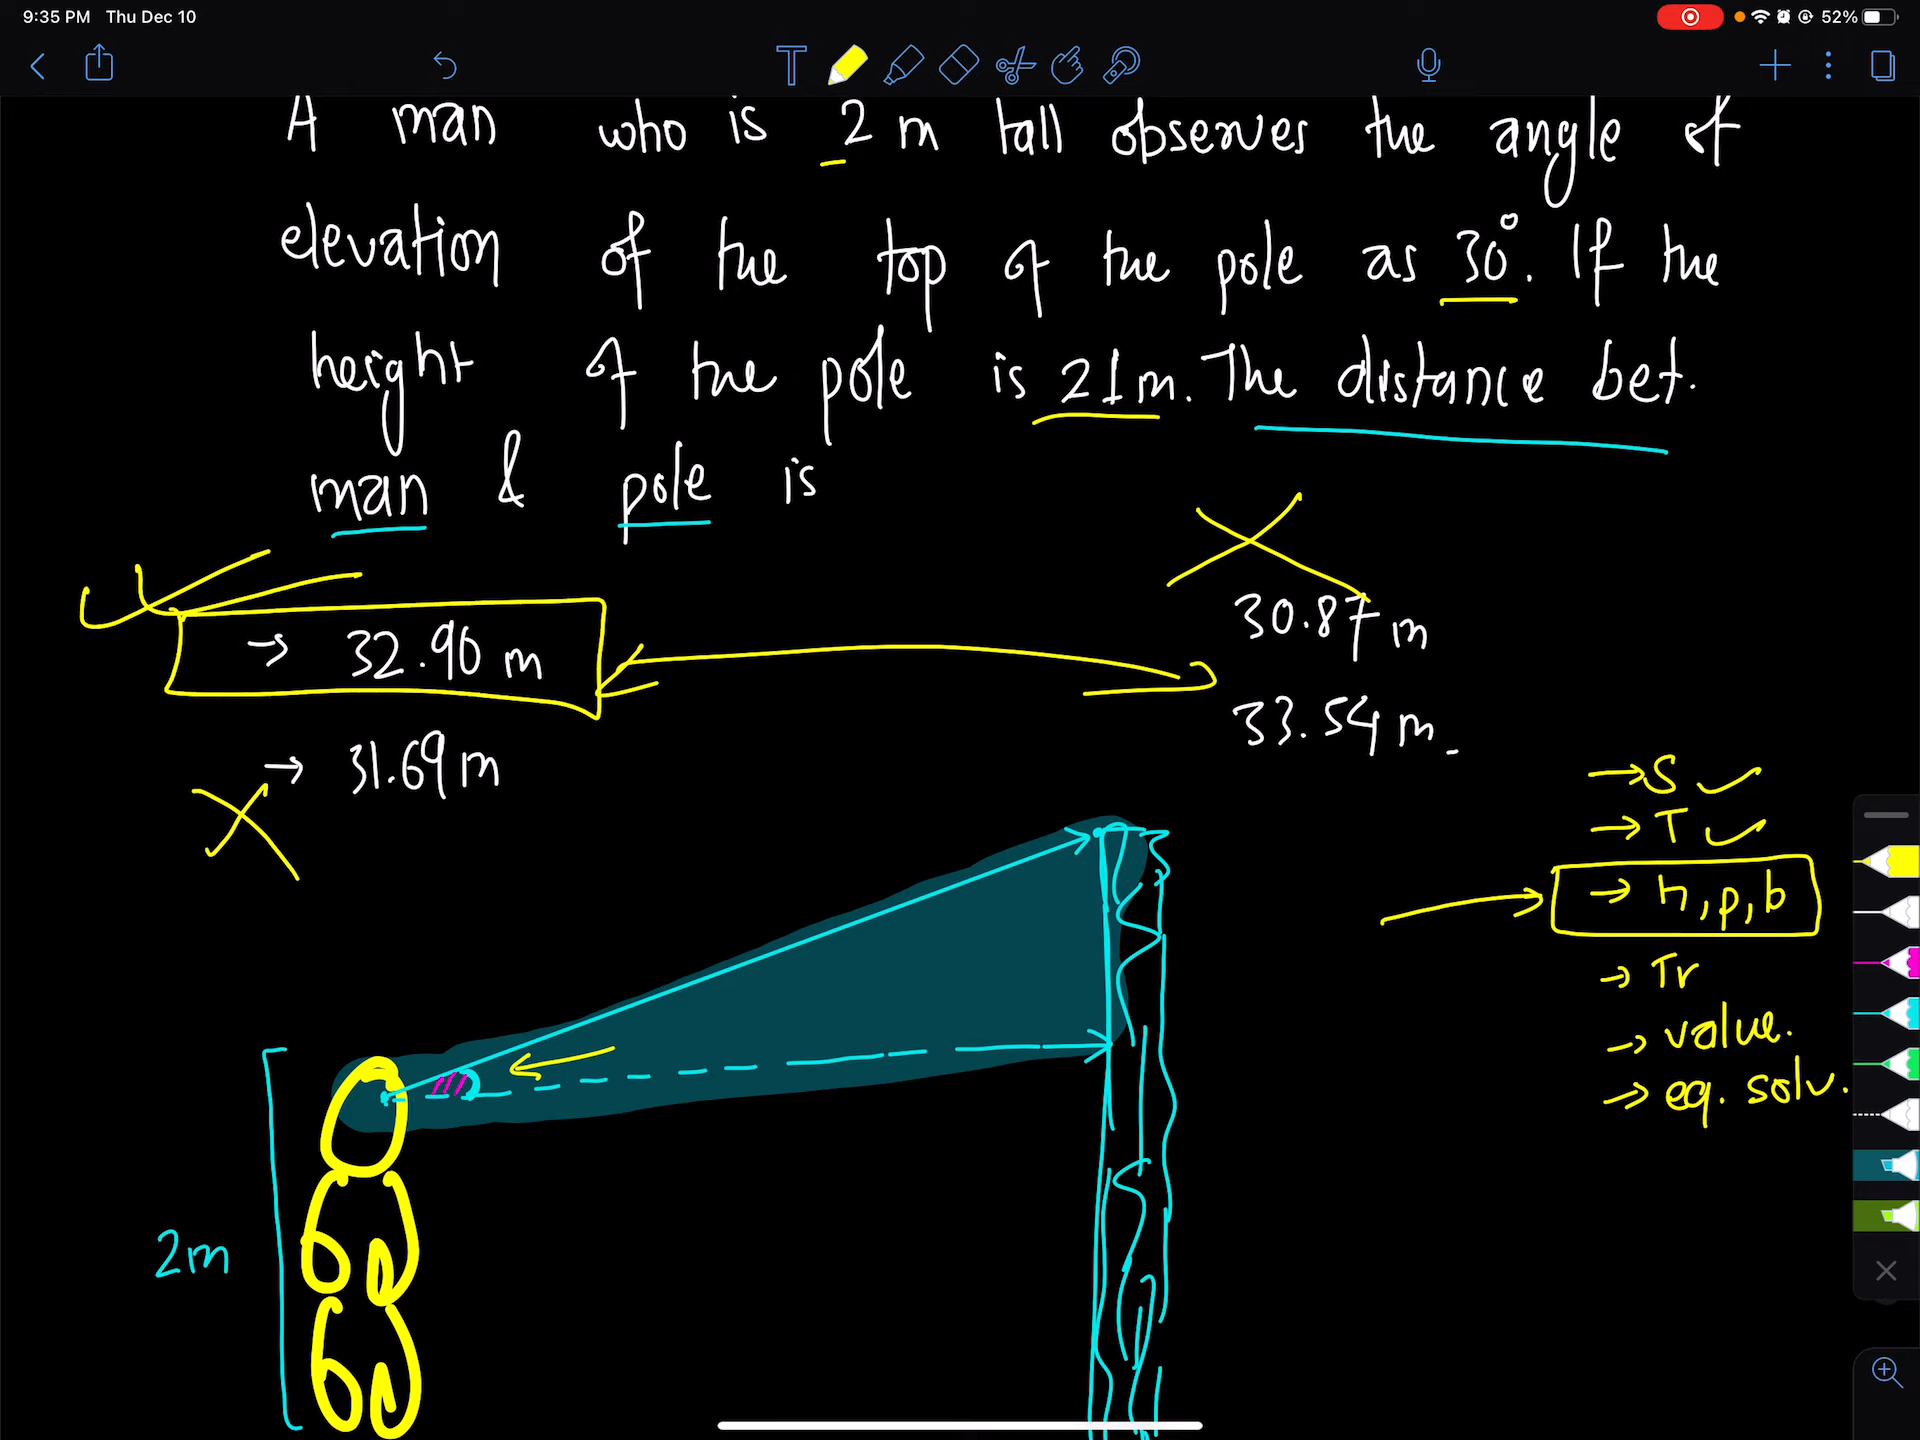 9:35 PM Thu Dec 10
52%
A man who is 2 m tall observes the angle of
elevation of the top of the pole as 30°. If the
height of the pole is 21m. The distance bet.
man & pole is
→ 32.90 m
30.87 m
→ 31.69 m
33.54 m.
→ S ✓
→ T ✓
→ h, p, b
→ Tr
→ value.
→ eq. solv.
2m